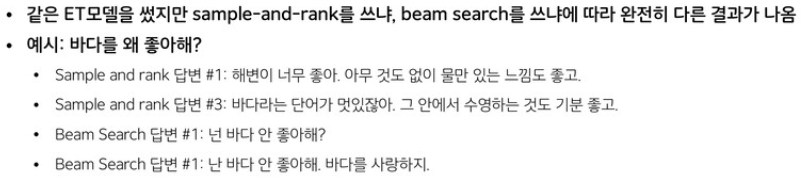 • 같은 ET모델을 썼지만 sample-and-rank를 쓰냐, beam search를 쓰냐에 따라 완전히 다른 결과가 나옴
• 예시: 바다를 왜 좋아해?
• Sample and rank 답변 #1: 해변이 너무 좋아. 아무 것도 없이 물만 있는 느낌도 좋고.
• Sample and rank 답변 #3: 바다라는 단어가 멋있잖아. 그 안에서 수영하는 것도 기분 좋고.
• Beam Search 답변 #1: 넌 바다 안 좋아해?
• Beam Search 답변 #1: 난 바다 안 좋아해. 바다를 사랑하지.